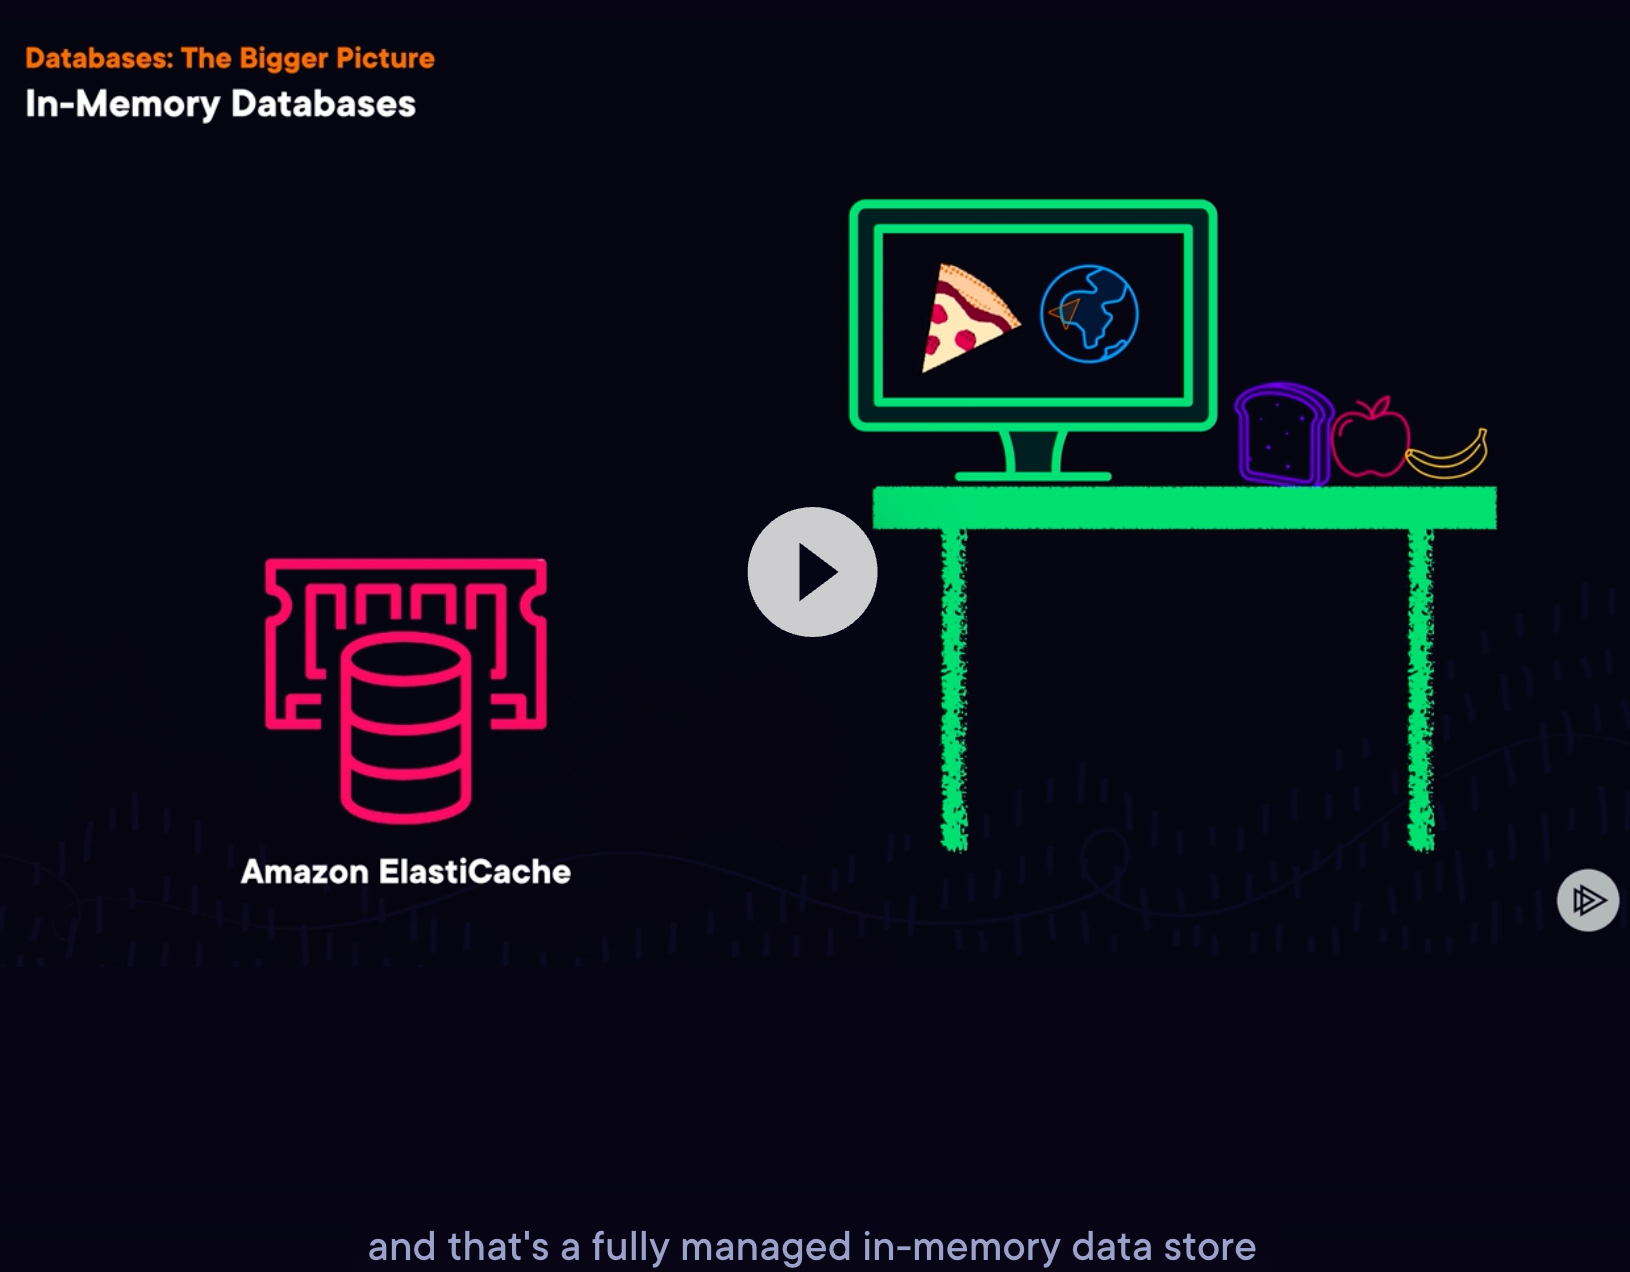 Databases: The Bigger Picture
In-Memory Databases
Amazon ElastiCache
and that's a fully managed in-memory data store